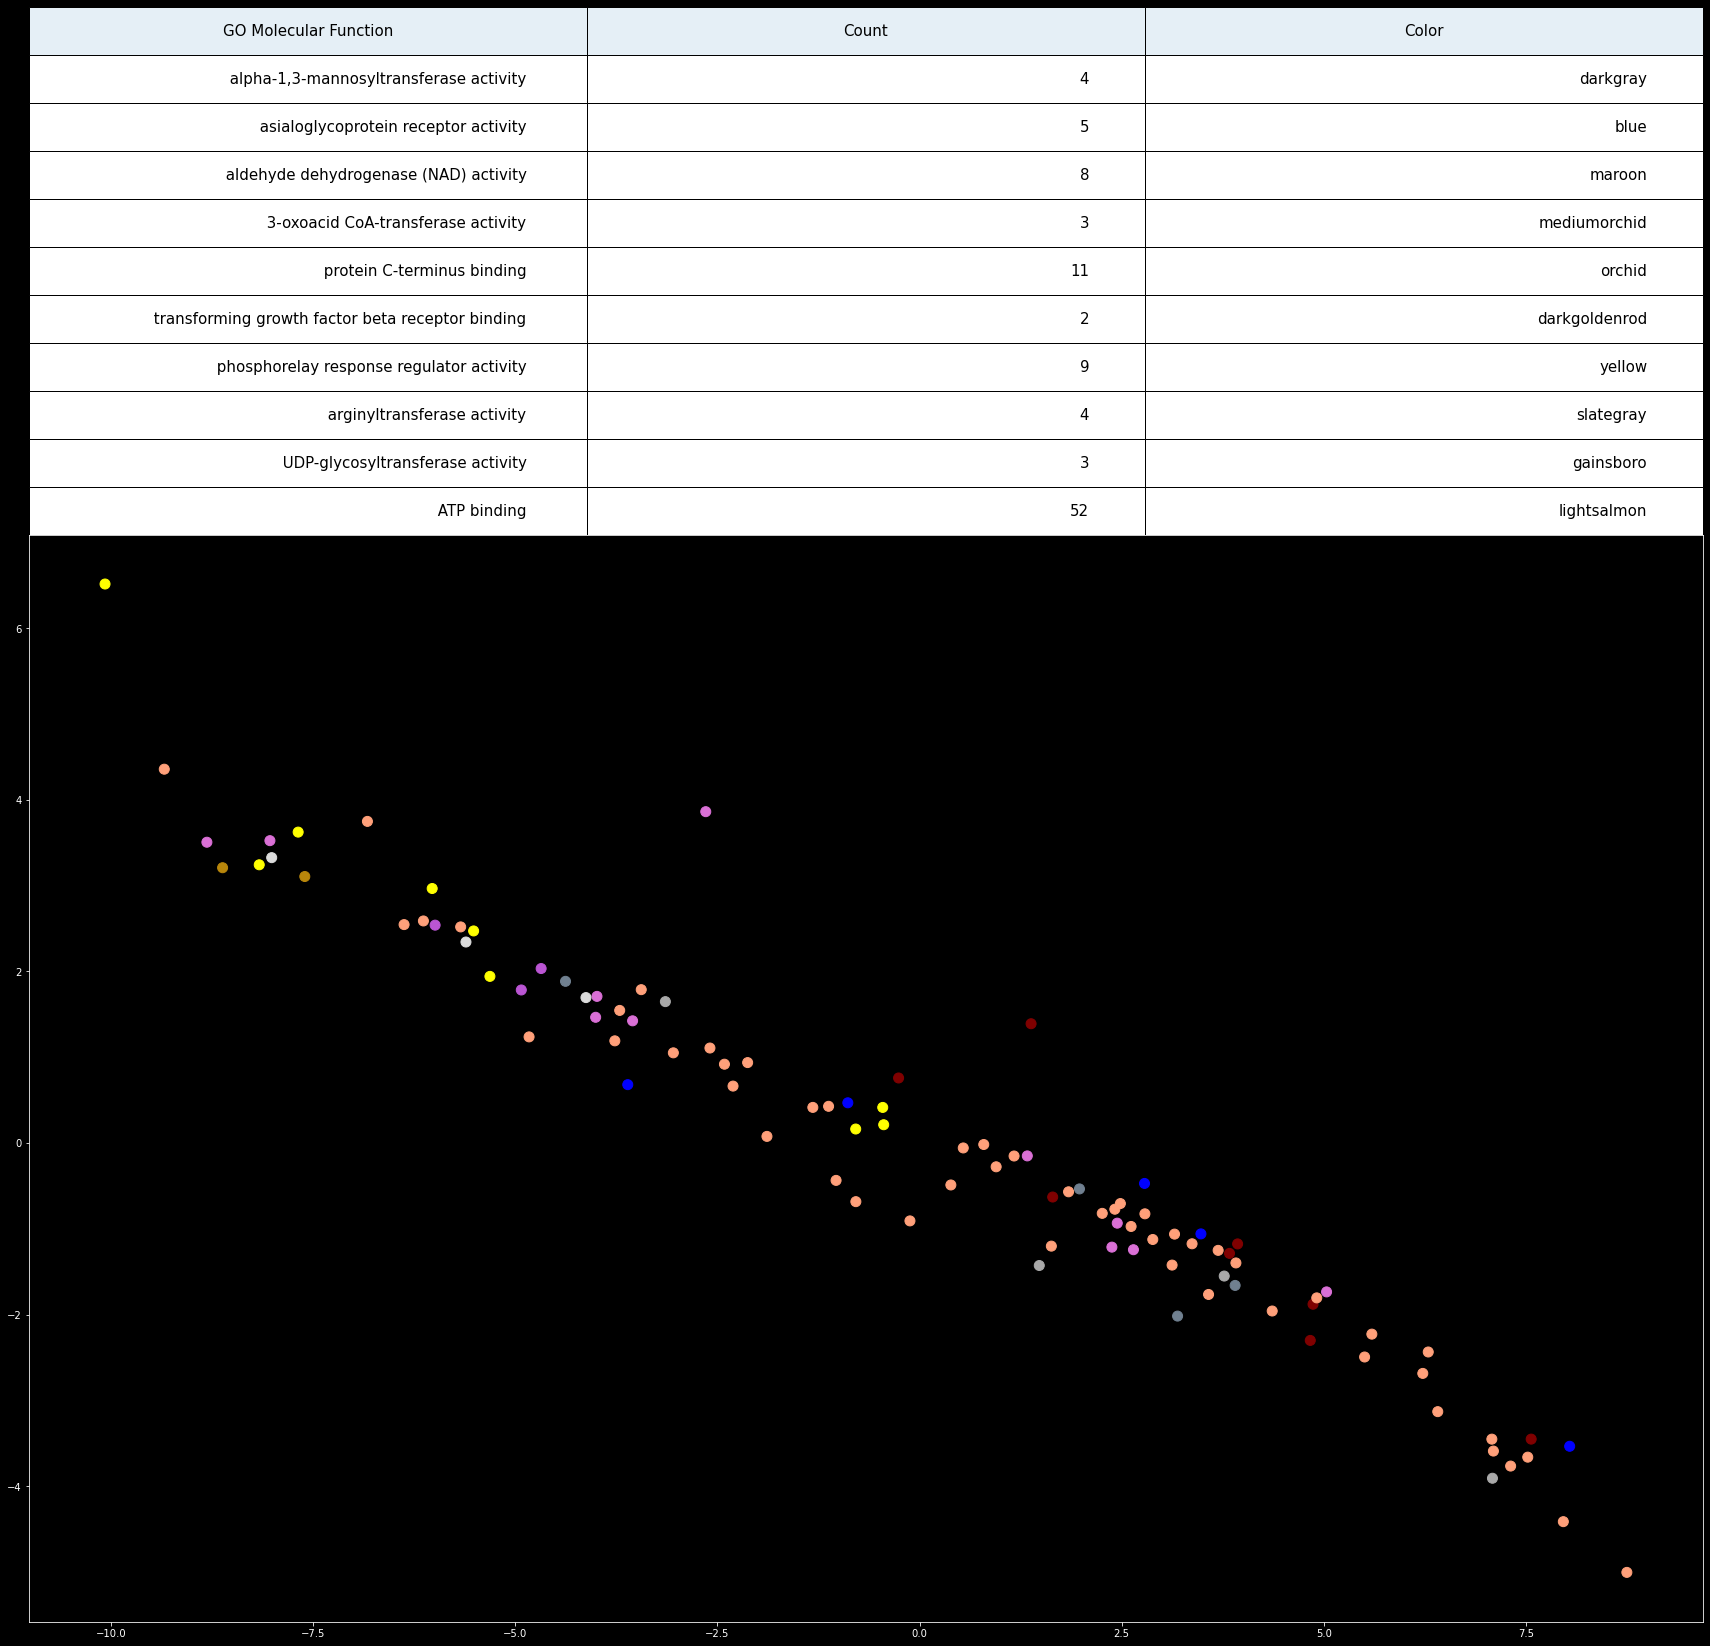 GO Molecular Function Count Color
alpha-1,3-mannosyltransferase activity 4 darkgray
asialoglycoprotein receptor activity 5 blue
aldehyde dehydrogenase (NAD) activity 8 maroon
3-oxoacid CoA-transferase activity 3 mediumorchid
protein C-terminus binding 11 orchid
transforming growth factor beta receptor binding 2 darkgoldenrod
phosphorelay response regulator activity 9 yellow
arginyltransferase activity 4 slategray
UDP-glycosyltransferase activity 3 gainsboro
ATP binding 52 lightsalmon
6
4
2
0
−2
−4
−10.0 −7.5 −5.0 −2.5 0.0 2.5 5.0 7.5